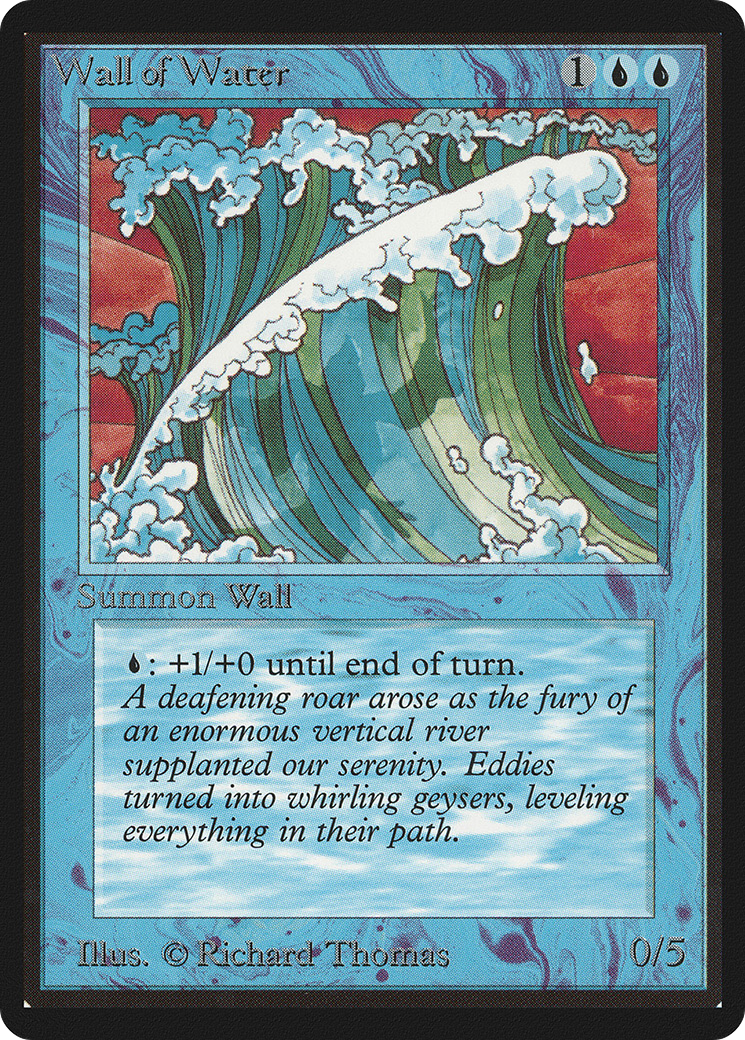 Wall of Water
1
Summon Wall
: +1/+0 until end of turn.
A deafening roar arose as the fury of
an enormous vertical river
supplanted our serenity. Eddies
turned into whirling geysers, leveling
everything in their path.
Illus. © Richard Thomas
0/5